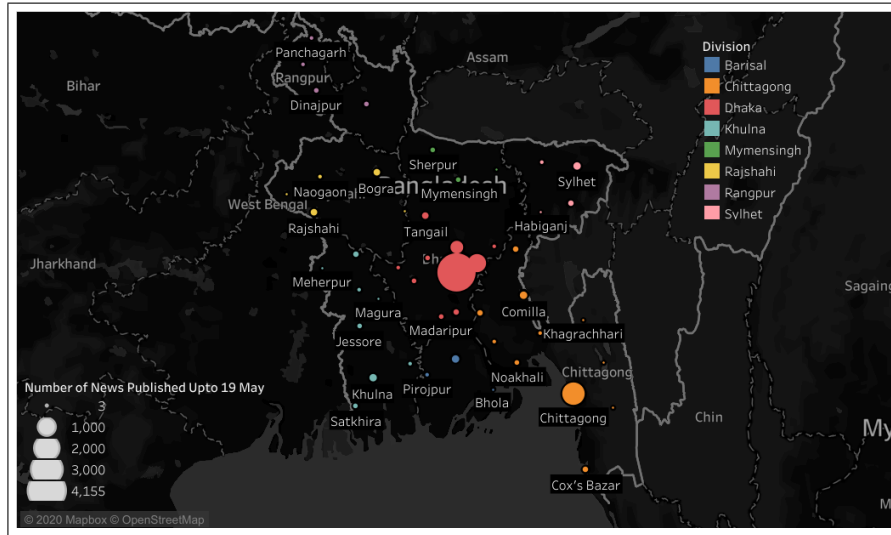 Panchagarh
Assam
Bihar
Rangpur
Dinajpur
Division
Barisal
Chittagong
Dhaka
Khulna
Mymensingh
Rajshahi
Rangpur
Sylhet
Sherpur
Sylhet
Naogaon
Bogra
Bangladesh
Mymensingh
West Bengal
Rajshahi
Tangail
Habiganj
Jharkhand
Meherpur
Sagaing
Magura
Comilla
Madaripur
Khagrachhari
Jessore
Noakhali
Chittagong
Number of News Published Upto 19 May
3
1,000
2,000
3,000
4,155
Khulna
Pirojpur
Bhola
Satkhira
Chittagong
Chin
My
Cox's Bazar
M
© 2020 Mapbox © OpenStreetMap